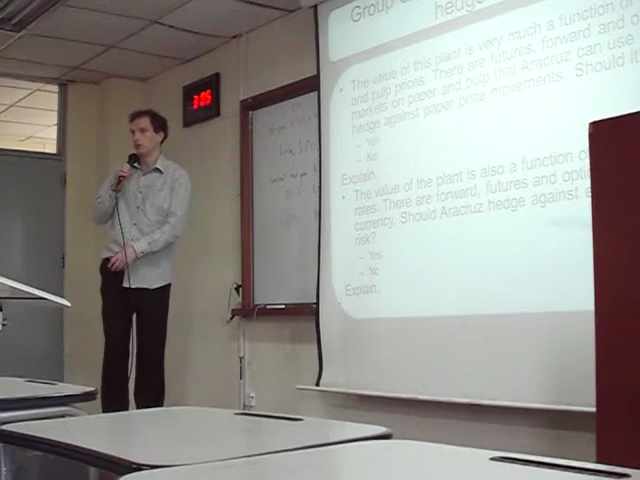 Group
hedge
The value of this plant is very much a function of
and pulp prices. There are futures, forward and o
markets on paper and pulp that Aracruz can use
hedge against paper price movements. Should it
– Yes
– No
Explain.
The value of the plant is also a function o
rates. There are forward, futures and optio
currency. Should Aracruz hedge against e
risk?
– Yes
– No
Explain.
3:05